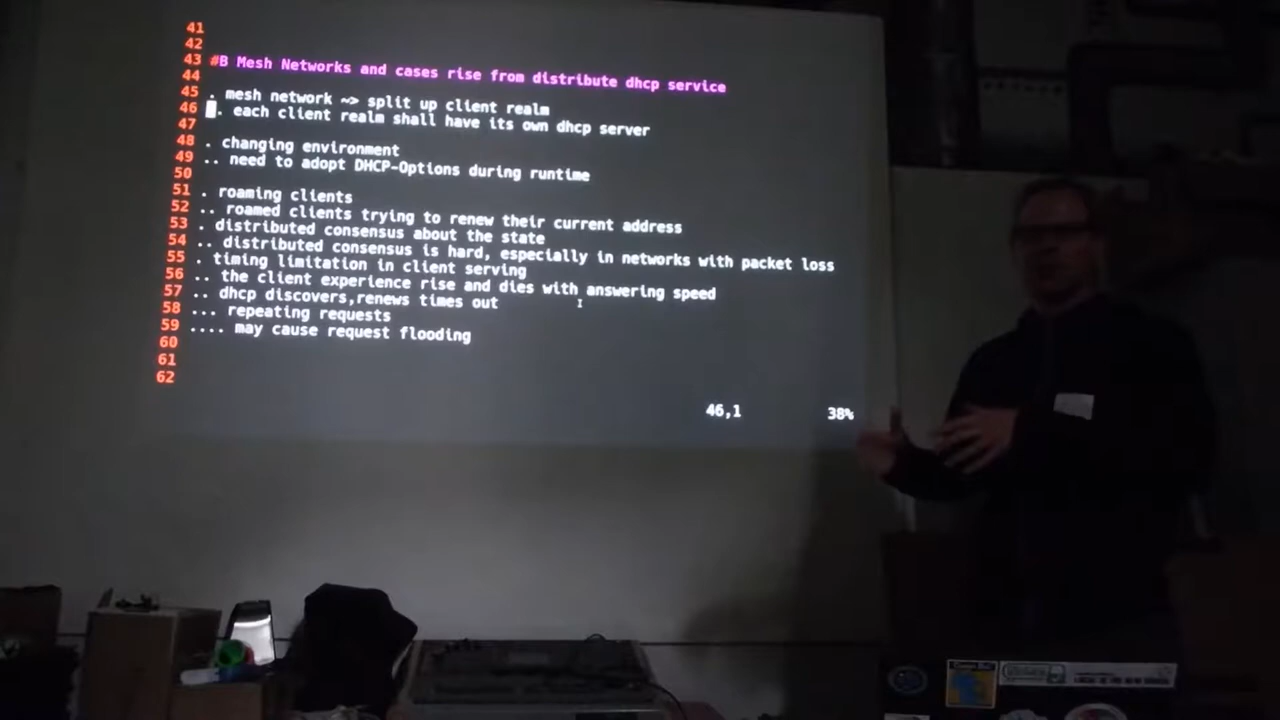 41
42
43 #B Mesh Networks and cases rise from distribute dhcp service
44
45 . mesh network ~> split up client realm
46 . each client realm shall have its own dhcp server
47
48 . changing environment
49 .. need to adopt DHCP-Options during runtime
50
51 . roaming clients
52 .. roamed clients trying to renew their current address
53 . distributed consensus about the state
54 .. distributed consensus is hard, especially in networks with packet loss
55 . timing limitation in client serving
56 .. the client experience rise and dies with answering speed
57 .. dhcp discovers,renews times out
58 ... repeating requests
59 .... may cause request flooding
60
61
62
46,1 38%